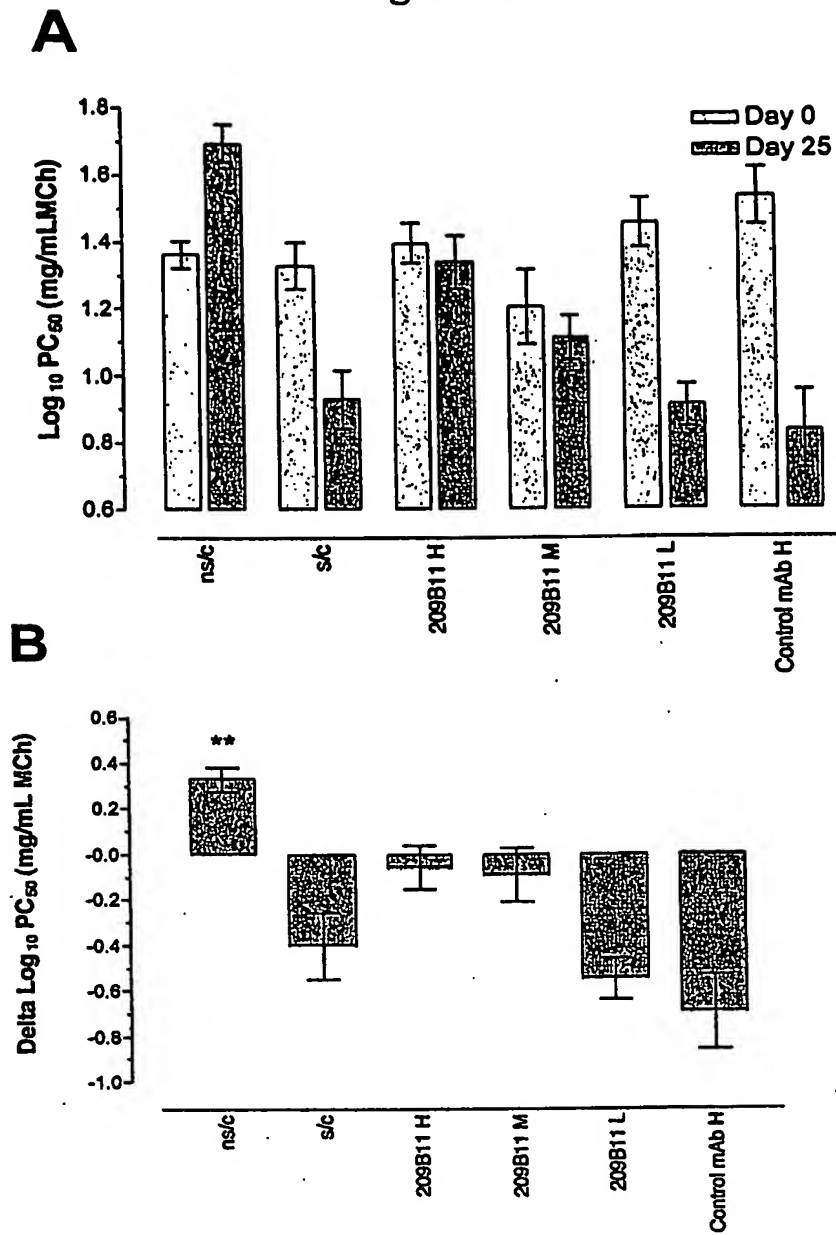 A
Log₁₀ PC₅₀ (mg/mLMCh)
1.8
1.6
1.4
1.2
1.0
0.8
0.6
Day 0
Day 25
ns/c
s/c
209B11 H
209B11 M
209B11 L
Control mAb H
B
Delta Log₁₀ PC₅₀ (mg/mL MCh)
0.6
0.4
0.2
-0.0
-0.2
-0.4
-0.6
-0.8
-1.0
**
ns/c
s/c
209B11 H
209B11 M
209B11 L
Control mAb H